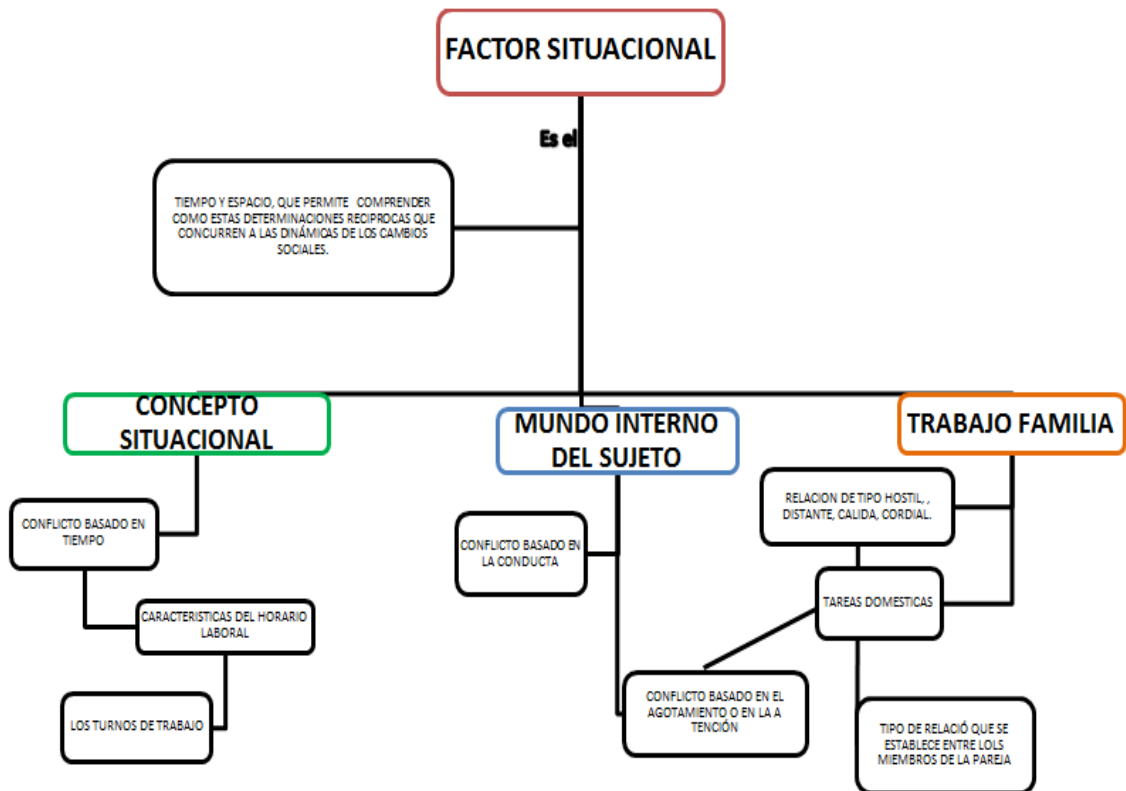 FACTOR SITUACIONAL
Es el
TIEMPO Y ESPACIO, QUE PERMITE COMPRENDER
COMO ESTAS DETERMINACIONES RECIPROCAS QUE
CONCURREN A LAS DINÁMICAS DE LOS CAMBIOS
SOCIALES.
CONCEPTO
SITUACIONAL
CONFLICTO BASADO EN
TIEMPO
CARACTERISTICAS DEL HORARIO
LABORAL
LOS TURNOS DE TRABAJO
MUNDO INTERNO
DEL SUJETO
CONFLICTO BASADO EN
LA CONDUCTA
CONFLICTO BASADO EN EL
AGOTAMIENTO O EN LA A
TENCIÓN
TRABAJO FAMILIA
RELACION DE TIPO HOSTIL, ,
DISTANTE, CALIDA, CORDIAL.
TAREAS DOMESTICAS
TIPO DE RELACIÓ QUE SE
ESTABLECE ENTRE LOLS
MIEMBROS DE LA PAREJA